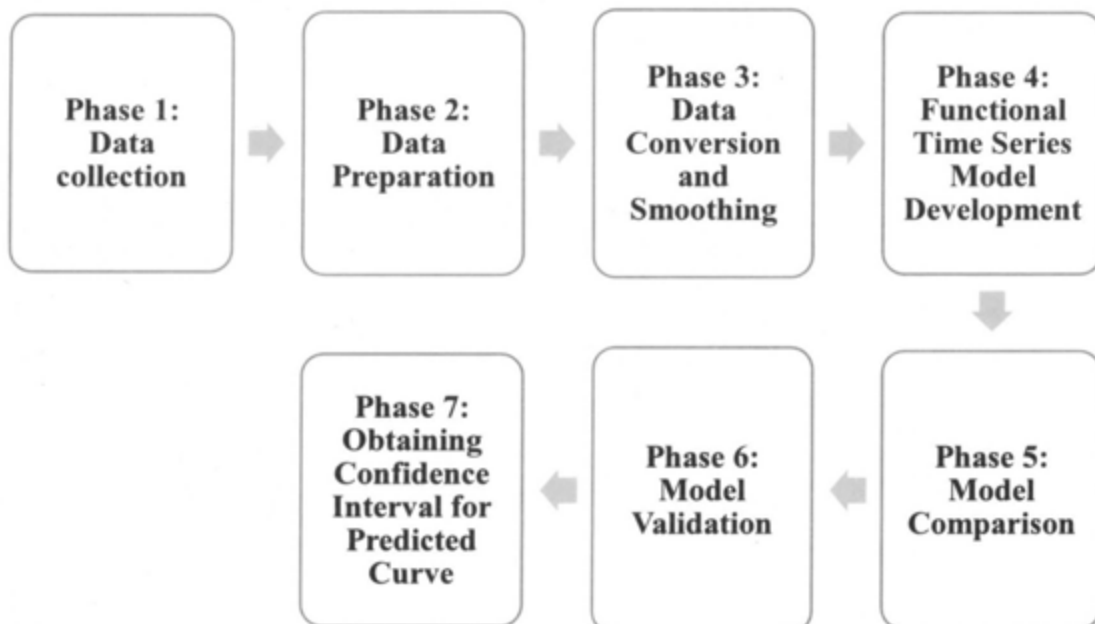 Phase 1:
Data
collection
Phase 2:
Data
Preparation
Phase 3:
Data
Conversion
and
Smoothing
Phase 4:
Functional
Time Series
Model
Development
Phase 5:
Model
Comparison
Phase 6:
Model
Validation
Phase 7:
Obtaining
Confidence
Interval for
Predicted
Curve